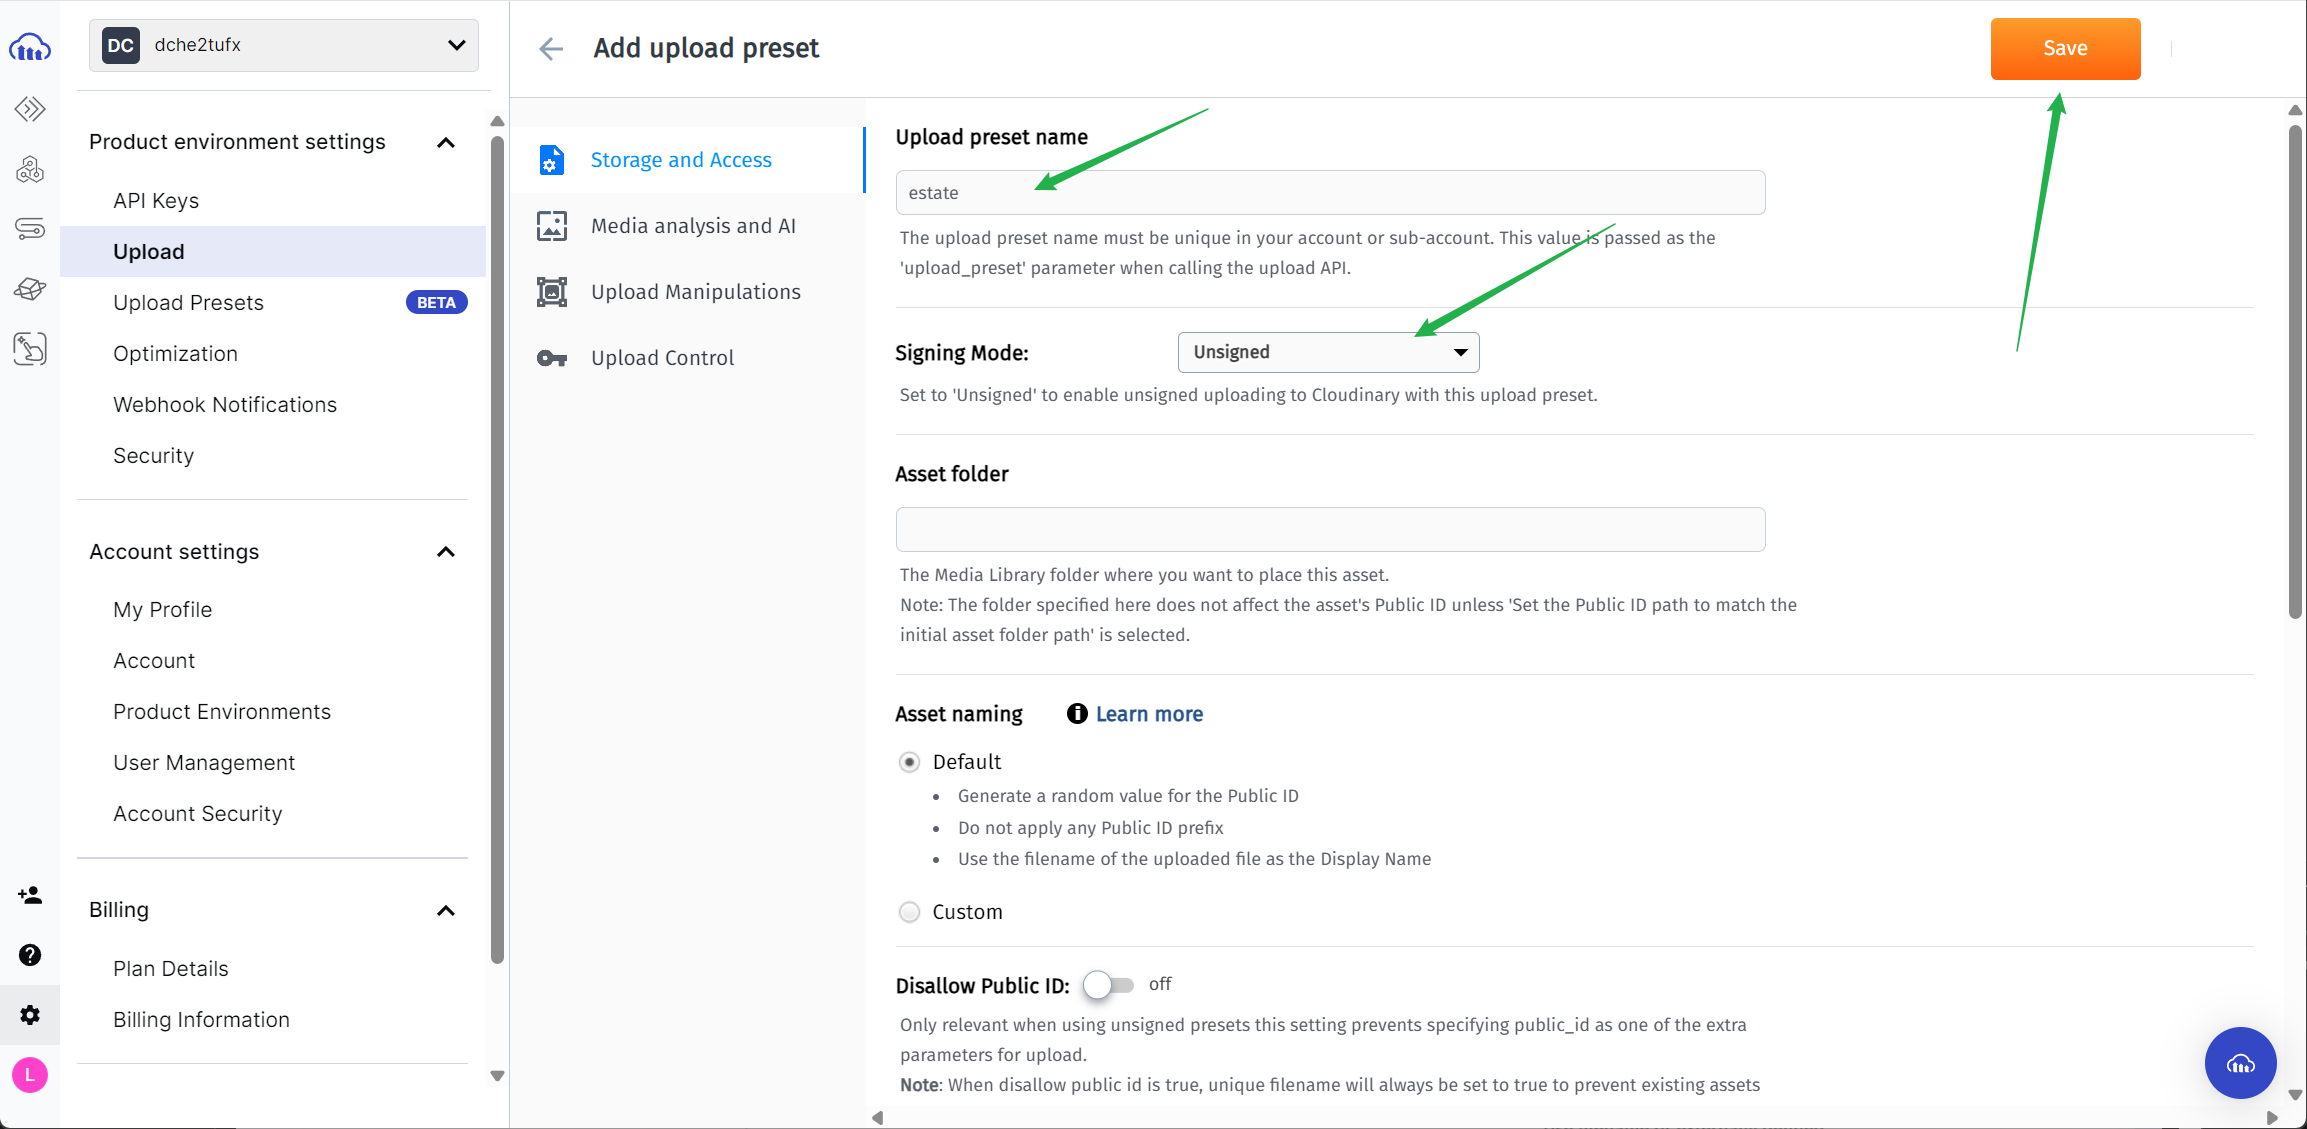 DC dche2tufx
Product environment settings
API Keys
Upload
Upload Presets BETA
Optimization
Webhook Notifications
Security
Account settings
My Profile
Account
Product Environments
User Management
Account Security
Billing
Plan Details
Billing Information
L
Add upload preset
Save
Storage and Access
Media analysis and AI
Upload Manipulations
Upload Control
Upload preset name
estate
The upload preset name must be unique in your account or sub-account. This value is passed as the
'upload_preset' parameter when calling the upload API.
Signing Mode: Unsigned
Set to 'Unsigned' to enable unsigned uploading to Cloudinary with this upload preset.
Asset folder
The Media Library folder where you want to place this asset.
Note: The folder specified here does not affect the asset's Public ID unless 'Set the Public ID path to match the
initial asset folder path' is selected.
Asset naming Learn more
Default
• Generate a random value for the Public ID
• Do not apply any Public ID prefix
• Use the filename of the uploaded file as the Display Name
Custom
Disallow Public ID: off
Only relevant when using unsigned presets this setting prevents specifying public_id as one of the extra
parameters for upload.
Note: When disallow public id is true, unique filename will always be set to true to prevent existing assets